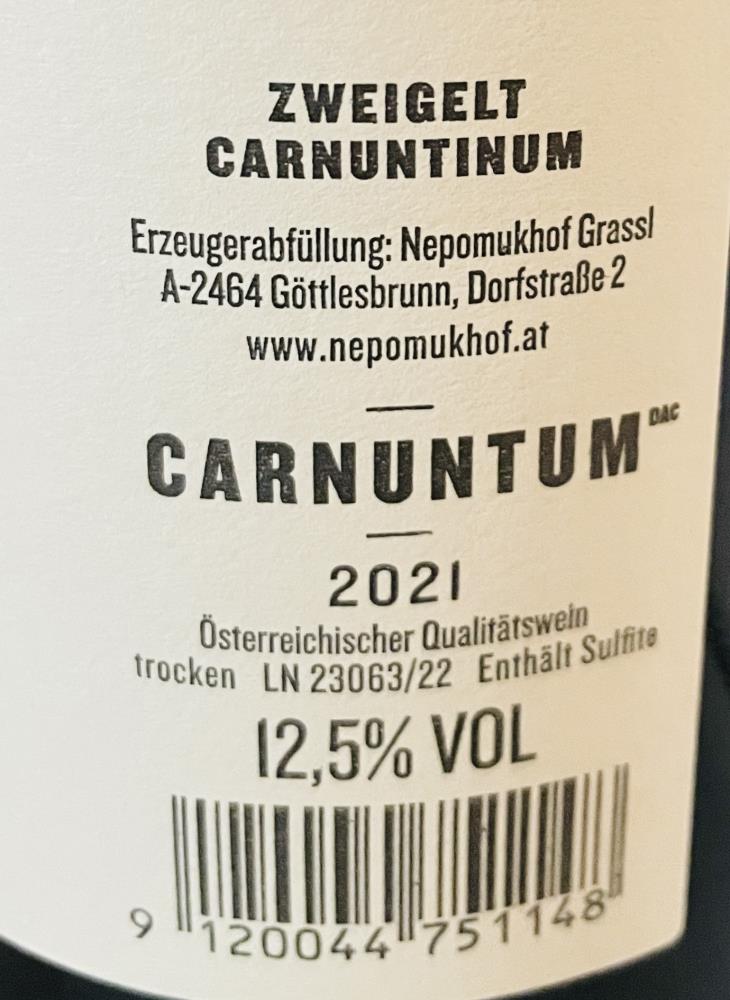 ZWEIGELT
CARNUNTINUM
Erzeugerabfüllung: Nepomukhof Grassl
A-2464 Göttlesbrunn, Dorfstraße 2
www.nepomukhof.at
CARNUNTUM DAC
2021
Österreichischer Qualitätswein
trocken LN 23063/22 Enthält Sulfite
12,5% VOL
9 120044 751148